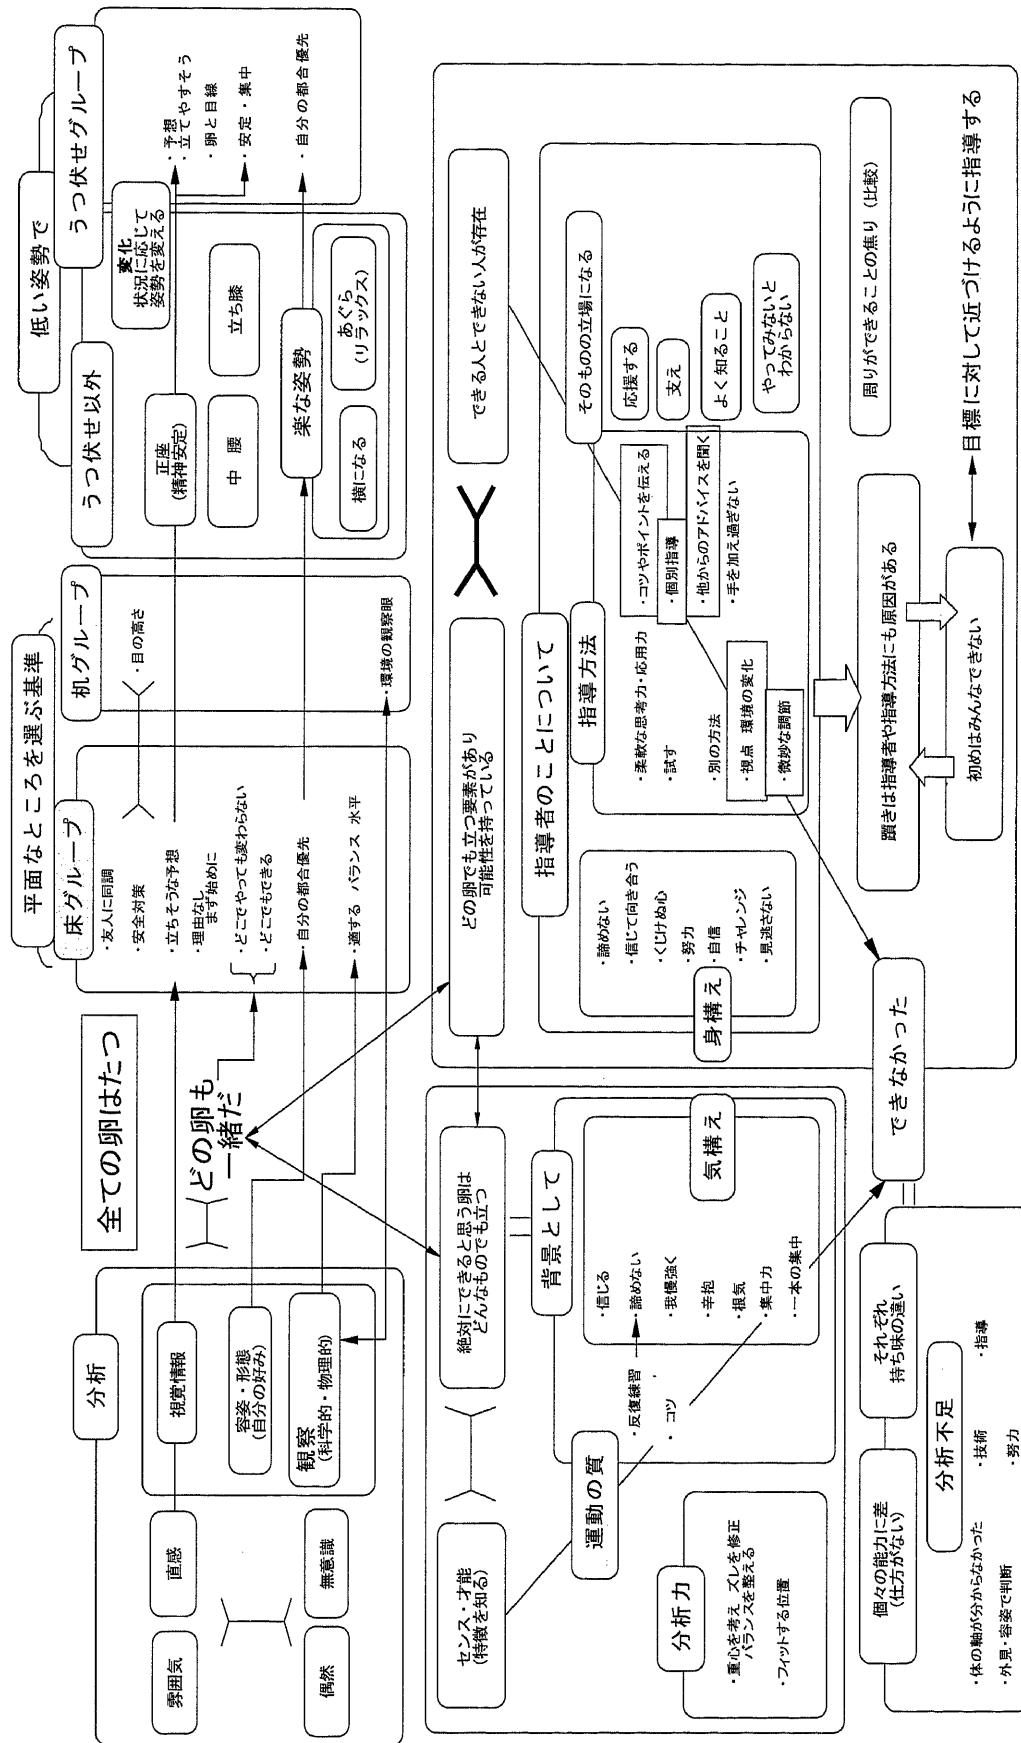 全ての卵はたつ
分析
雰囲気
直感
偶然
無意識
視覚情報
容姿・形態
(自分の好み)
観察
(科学的・物理的)
どの卵も
一緒だ
平面なところを選ぶ基準
床グループ
・友人に同調
・安全対策
・立ちそうな予想
・理由なし
まず始めに
・どこでやっても変わらない
・どこでもできる
・自分の都合優先
・適する バランス 水平
机グループ
・目の高さ
・環境の観察眼
低い姿勢で
うつ伏せ以外
正座
(精神安定)
中 腰
立ち膝
変化
状況に応じて
姿勢を変える
楽な姿勢
横になる
あぐら
(リラックス)
うつ伏せグループ
・予想
・立てやすそう
・卵と目線
・安定・集中
・自分の都合優先
センス・才能
(特徴を知る)
絶対にできると思う卵は
どんなものでも立つ
背景として
運動の質
・反復練習
・コツ
・信じる
・諦めない
・我慢強く
・辛抱
・根気
・集中力
・一本の集中
気構え
分析力
・重心を考え ズレを修正
バランスを整える
・フィットする位置
どの卵でも立つ要素があり
可能性を持っている
できる人とできない人が存在
指導者のことについて
・諦めない
・信じて向き合う
・くじけぬ心
・努力
・自信
・チャレンジ
・見逃さない
身構え
指導方法
・柔軟な思考力・応用力
・試す
・別の方法
・視点 環境の変化
・微妙な調節
・コツやポイントを伝える
・個別指導
・他からのアドバイスを聞く
・手を加え過ぎない
そのものの立場になる
応援する
支え
よく知ること
やってみないと
わからない
できなかった
躓きは指導者や指導方法にも原因がある
初めはみんなできない
周りができることの焦り (比較)
目標に対して近づけるように指導する
個々の能力に差
(仕方がない)
それぞれ
持ち味の違い
分析不足
・体の軸が分からなかった
・外見・容姿で判断
・技術
・努力
・指導